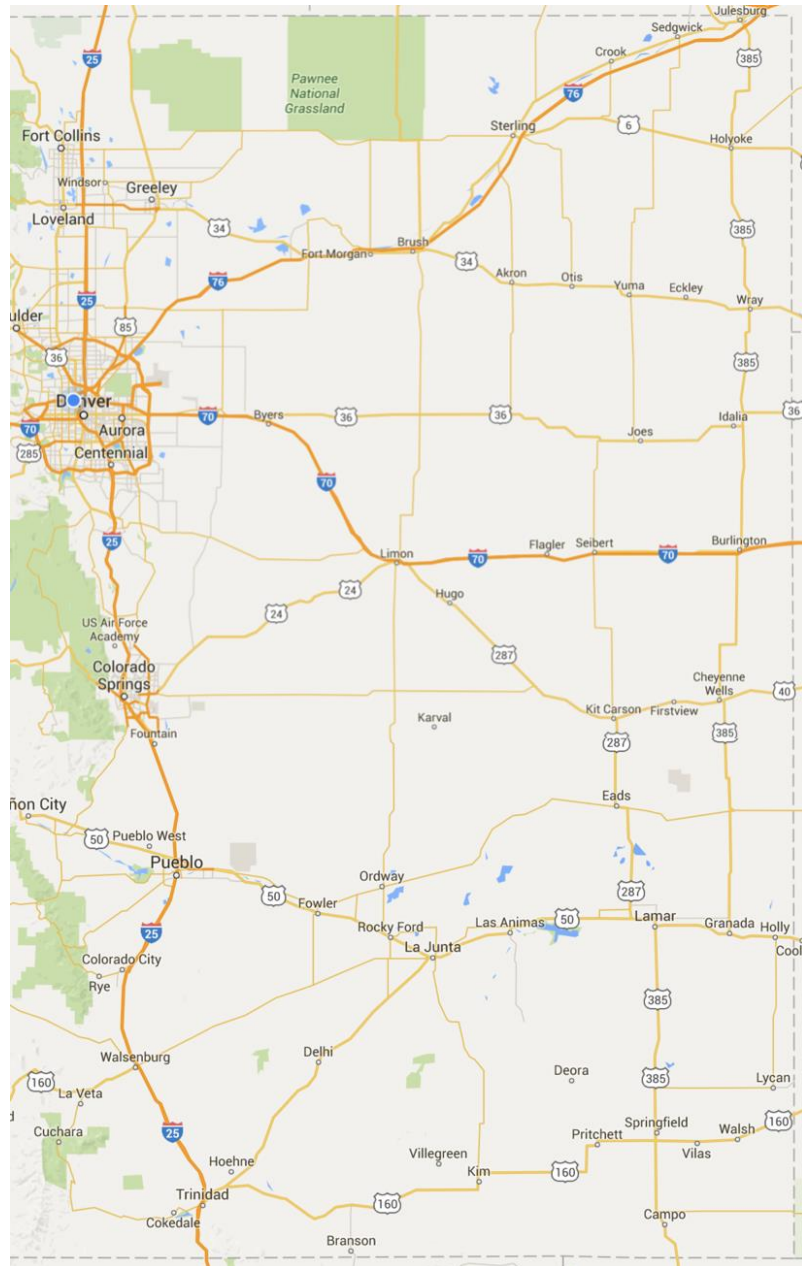 Julesburg
Sedgwick
25
Crook
385
Pawnee
National
Grassland
76
Sterling
6
Fort Collins
Holyoke
Windsor
Greeley
Loveland
34
385
Fort Morgan
Brush
34
Akron
Otis
76
Yuma
Eckley
25
Wray
ulder
85
36
385
Denver
70
Byers
36
36
Idalia
36
70
Aurora
Joes
285
Centennial
70
25
Limon
Flagler
Seibert
Burlington
70
70
24
Hugo
24
US Air Force
Academy
287
Colorado
Springs
Cheyenne
Wells
40
Kit Carson
Firstview
Karval
Fountain
287
385
ñon City
Eads
50
Pueblo West
Pueblo
Ordway
50
287
Fowler
Rocky Ford
Las Animas
50
Lamar
Granada
Holly
25
La Junta
Cool
Colorado City
Rye
385
Walsenburg
Delhi
160
Deora
385
Lycan
La Veta
d
Cuchara
25
Springfield
Walsh
160
Pritchett
Vilas
Hoehne
Villegreen
Kim
160
Trinidad
160
Cokedale
Campo
Branson